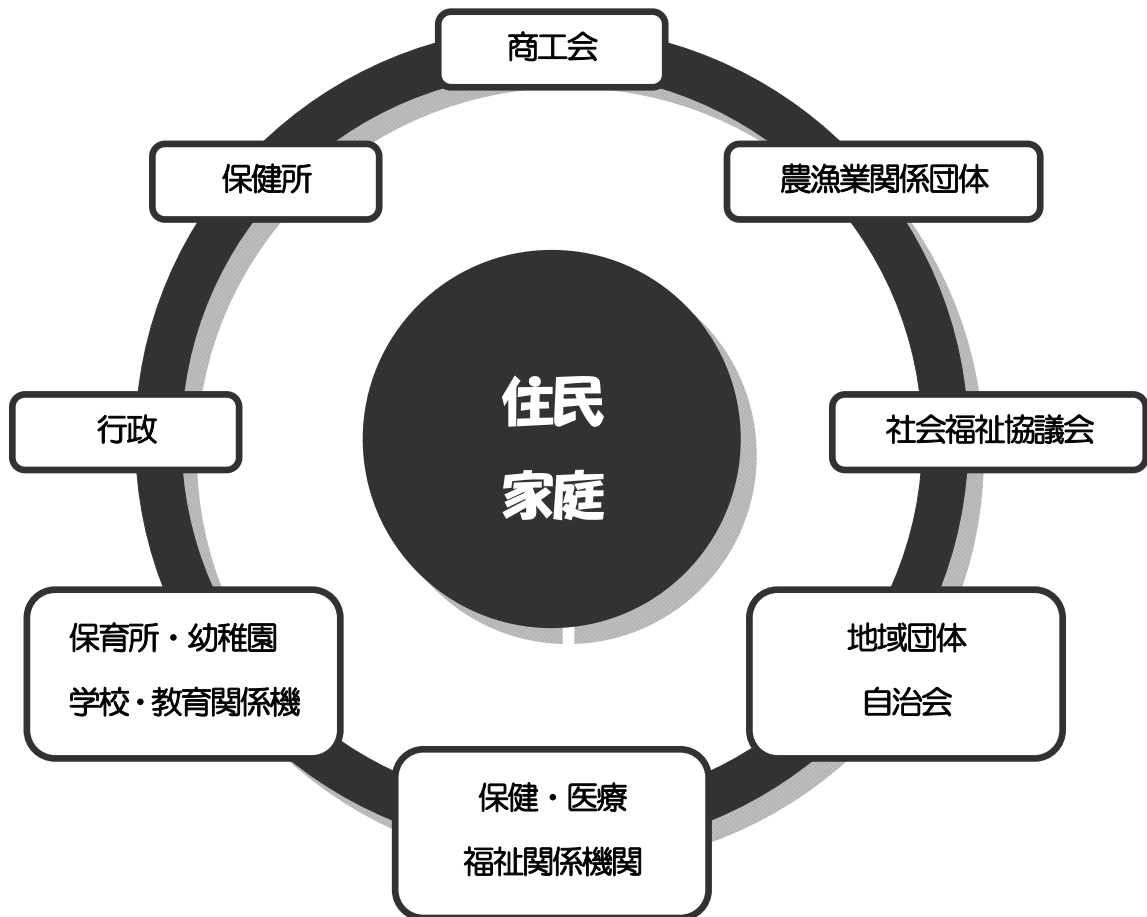 商工会
保健所
農漁業関係団体
住民
家庭
行政
社会福祉協議会
保育所・幼稚園
学校・教育関係機
地域団体
自治会
保健・医療
福祉関係機関